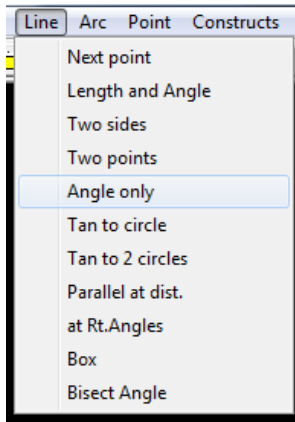 Line Arc Point Constructs
Next point
Length and Angle
Two sides
Two points
Angle only
Tan to circle
Tan to 2 circles
Parallel at dist.
at Rt.Angles
Box
Bisect Angle